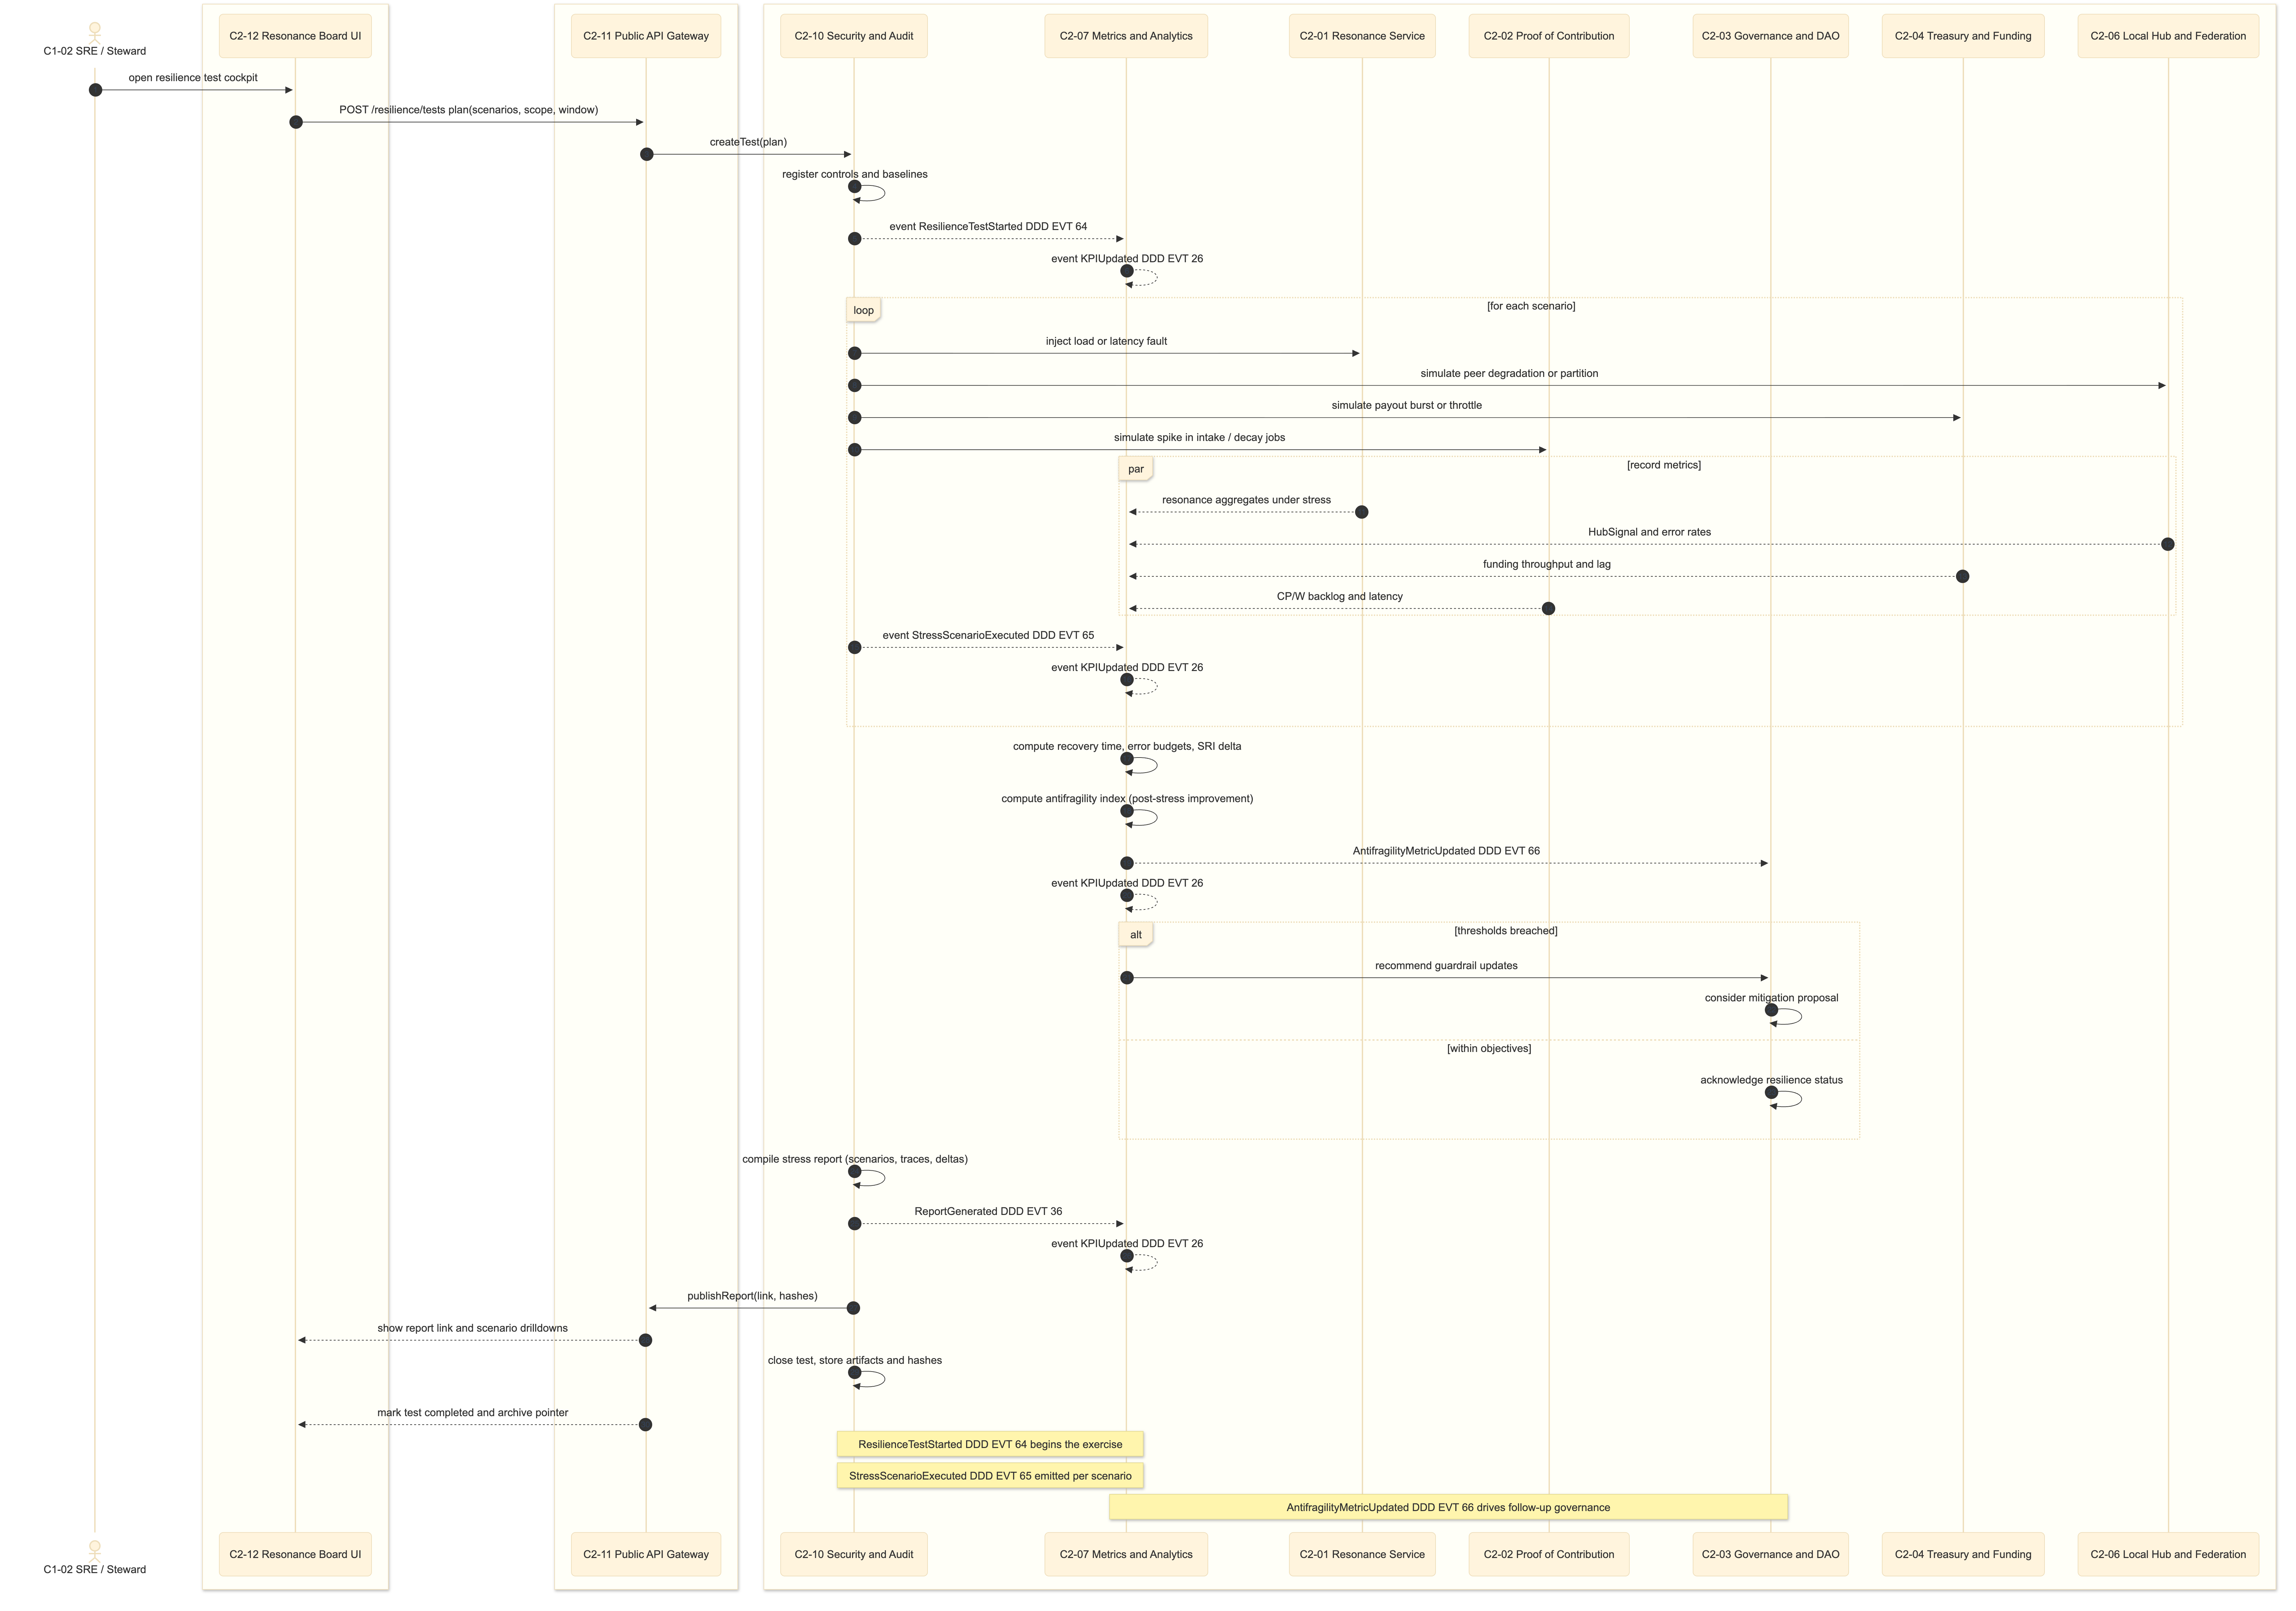 C1-02 SRE / Steward
C2-12 Resonance Board UI
C2-11 Public API Gateway
C2-10 Security and Audit
C2-07 Metrics and Analytics
C2-01 Resonance Service
C2-02 Proof of Contribution
C2-03 Governance and DAO
C2-04 Treasury and Funding
C2-06 Local Hub and Federation
open resilience test cockpit
POST /resilience/tests plan(scenarios, scope, window)
createTest(plan)
register controls and baselines
event ResilienceTestStarted DDD EVT 64
event KPIUpdated DDD EVT 26
loop
[for each scenario]
inject load or latency fault
simulate peer degradation or partition
simulate payout burst or throttle
simulate spike in intake / decay jobs
par
[record metrics]
resonance aggregates under stress
HubSignal and error rates
funding throughput and lag
CP/W backlog and latency
event StressScenarioExecuted DDD EVT 65
event KPIUpdated DDD EVT 26
compute recovery time, error budgets, SRI delta
compute antifragility index (post-stress improvement)
AntifragilityMetricUpdated DDD EVT 66
event KPIUpdated DDD EVT 26
alt
[thresholds breached]
recommend guardrail updates
consider mitigation proposal
[within objectives]
acknowledge resilience status
compile stress report (scenarios, traces, deltas)
ReportGenerated DDD EVT 36
event KPIUpdated DDD EVT 26
publishReport(link, hashes)
show report link and scenario drilldowns
close test, store artifacts and hashes
mark test completed and archive pointer
ResilienceTestStarted DDD EVT 64 begins the exercise
StressScenarioExecuted DDD EVT 65 emitted per scenario
AntifragilityMetricUpdated DDD EVT 66 drives follow-up governance
C1-02 SRE / Steward
C2-12 Resonance Board UI
C2-11 Public API Gateway
C2-10 Security and Audit
C2-07 Metrics and Analytics
C2-01 Resonance Service
C2-02 Proof of Contribution
C2-03 Governance and DAO
C2-04 Treasury and Funding
C2-06 Local Hub and Federation